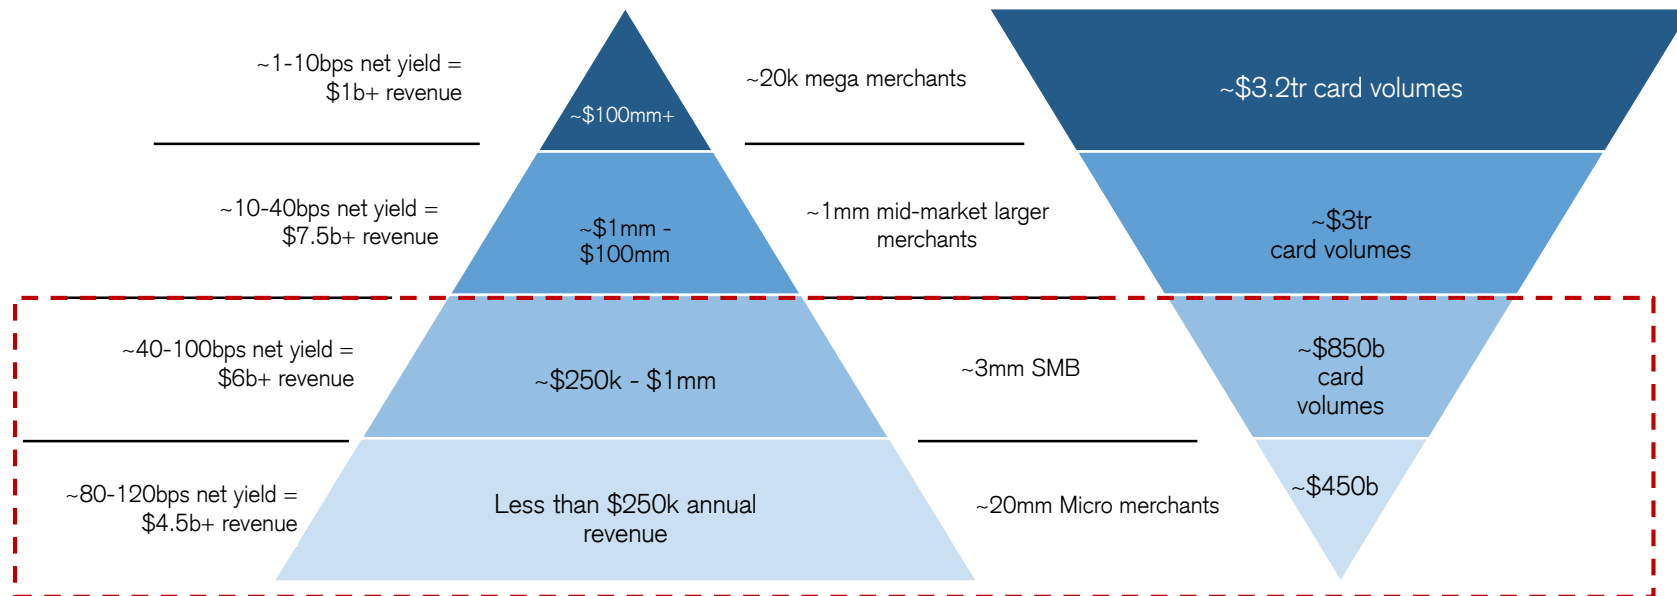 ~1-10bps net yield =
$1b+ revenue
~$100mm+
~20k mega merchants
~$3.2tr card volumes
~10-40bps net yield =
$7.5b+ revenue
~$1mm -
$100mm
~1mm mid-market larger
merchants
~$3tr
card volumes
~40-100bps net yield =
$6b+ revenue
~$250k - $1mm
~3mm SMB
~$850b
card
volumes
~80-120bps net yield =
$4.5b+ revenue
Less than $250k annual
revenue
~20mm Micro merchants
~$450b